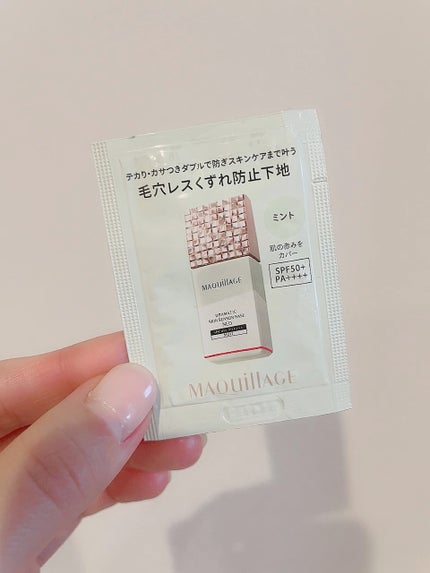 テカリ・カサつきダブルで防ぎスキンケアまで叶う
毛穴レスくずれ防止下地
ミント
肌の赤みを
カバー
SPF50+
PA++++
MAQuillAGE
DRAMATIC
MAQuillAGE